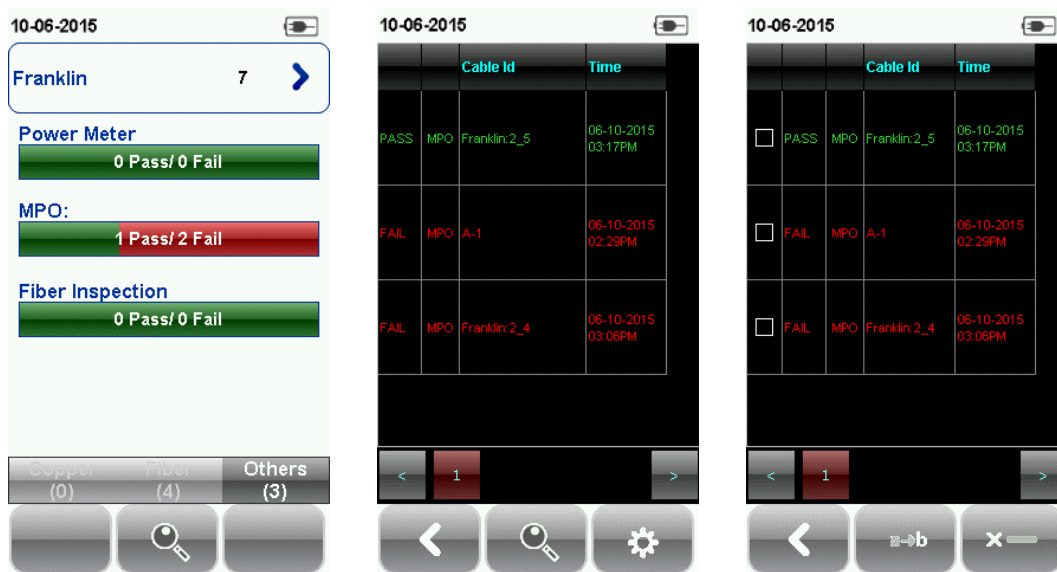 10-06-2015
Franklin 7
Power Meter
0 Pass/ 0 Fail
MPO:
1 Pass/ 2 Fail
Fiber Inspection
0 Pass/ 0 Fail
Copper Fiber Others
(0) (4) (3)
10-06-2015
Cable Id Time
PASS MPO Franklin:2_5 06-10-2015
03:17PM
FAIL MPO A-1 06-10-2015
02:29PM
FAIL MPO Franklin:2_4 06-10-2015
03:06PM
< 1 >
10-06-2015
Cable Id Time
PASS MPO Franklin:2_5 06-10-2015
03:17PM
FAIL MPO A-1 06-10-2015
02:29PM
FAIL MPO Franklin:2_4 06-10-2015
03:06PM
< 1 >
b